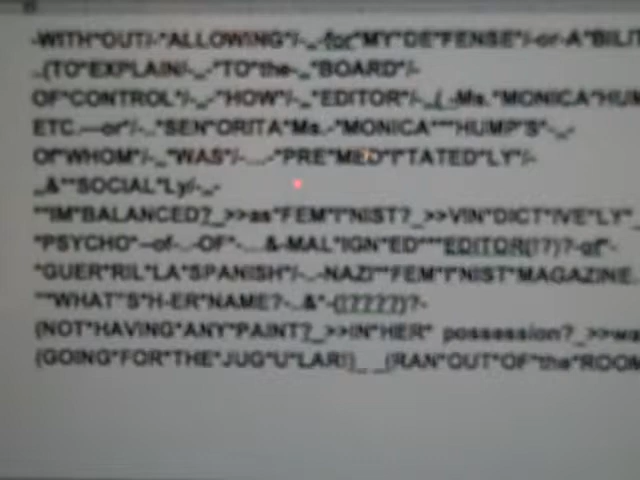 -WITH"OUT/-"ALLOWING"/-_-for"MY"DE"FENSE"/-or-A"BILIT
_(TO"EXPLAIN/-_-"TO"the-_"BOARD"/-
OF"CONTROL"/-_-"HOW"/-_"EDITOR"/-_( -Ms."MONICA"HUM
ETC.---or"/-_"SEN"ORITA"Ms.-"MONICA"""HUMP'S"-_-
Of"WHOM"/-_"WAS"/-_..-"PRE"MED"I"TATED"LY"/-
_&""SOCIAL"Ly/-_-
""IM"BALANCED?_>>as"FEM"I"NIST?_>>VIN"DICT"IVE"LY"_
"PSYCHO"-of-_-OF"-_..&-MAL"IGN"ED"""EDITOR(!?)?-of"-
"GUER"RIL"LA"SPANISH"/-_-NAZI""FEM"I"NIST"MAGAZINE.
""WHAT"S"H-ER"NAME?-_&"-([????)?-
(NOT"HAVING"ANY"PAINT?_>>IN"HER" possession?_>>wa
(GOING"FOR"THE"JUG"U"LAR!)_ _(RAN"OUT"OF"the"ROOM